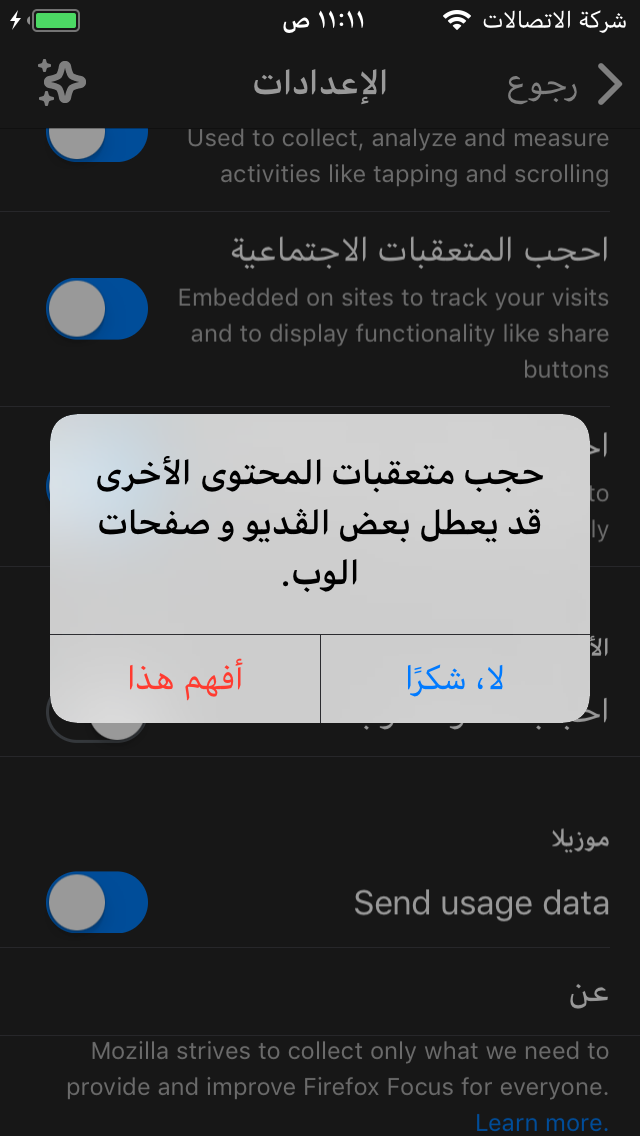 شركة الاتصالات
١١:١١ ص
رجوع
الإعدادات
Used to collect, analyze and measure
activities like tapping and scrolling
احجب المتعقبات الاجتماعية
Embedded on sites to track your visits
and to display functionality like share
buttons
to
ly
حجب متعقبات المحتوى الأخرى
قد يعطل بعض الڤديو و صفحات
الوب.
لا، شكرًا
أفهم هذا
موزيلا
Send usage data
عن
Mozilla strives to collect only what we need to
provide and improve Firefox Focus for everyone.
Learn more.